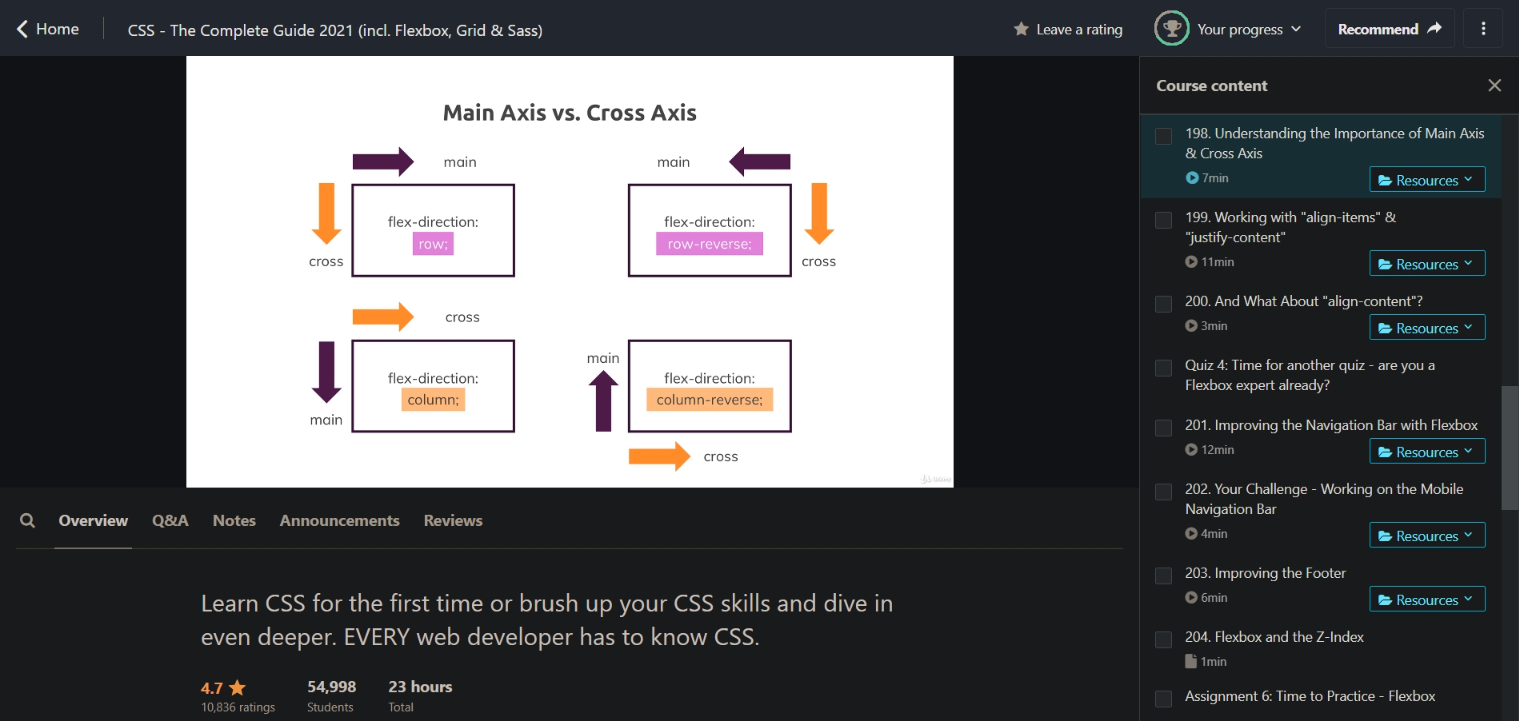 Home
CSS - The Complete Guide 2021 (incl. Flexbox, Grid & Sass)
Leave a rating
Your progress
Recommend
Main Axis vs. Cross Axis
main
cross
flex-direction:
row;
main
cross
flex-direction:
row-reverse;
cross
main
flex-direction:
column;
main
cross
flex-direction:
column-reverse;
Overview
Q&A
Notes
Announcements
Reviews
Learn CSS for the first time or brush up your CSS skills and dive in
even deeper. EVERY web developer has to know CSS.
4.7
10,836 ratings
54,998
Students
23 hours
Total
Course content
198. Understanding the Importance of Main Axis
& Cross Axis
7min
Resources
199. Working with "align-items" &
"justify-content"
11min
Resources
200. And What About "align-content"?
3min
Resources
Quiz 4: Time for another quiz - are you a
Flexbox expert already?
201. Improving the Navigation Bar with Flexbox
12min
Resources
202. Your Challenge - Working on the Mobile
Navigation Bar
4min
Resources
203. Improving the Footer
6min
Resources
204. Flexbox and the Z-Index
1min
Assignment 6: Time to Practice - Flexbox